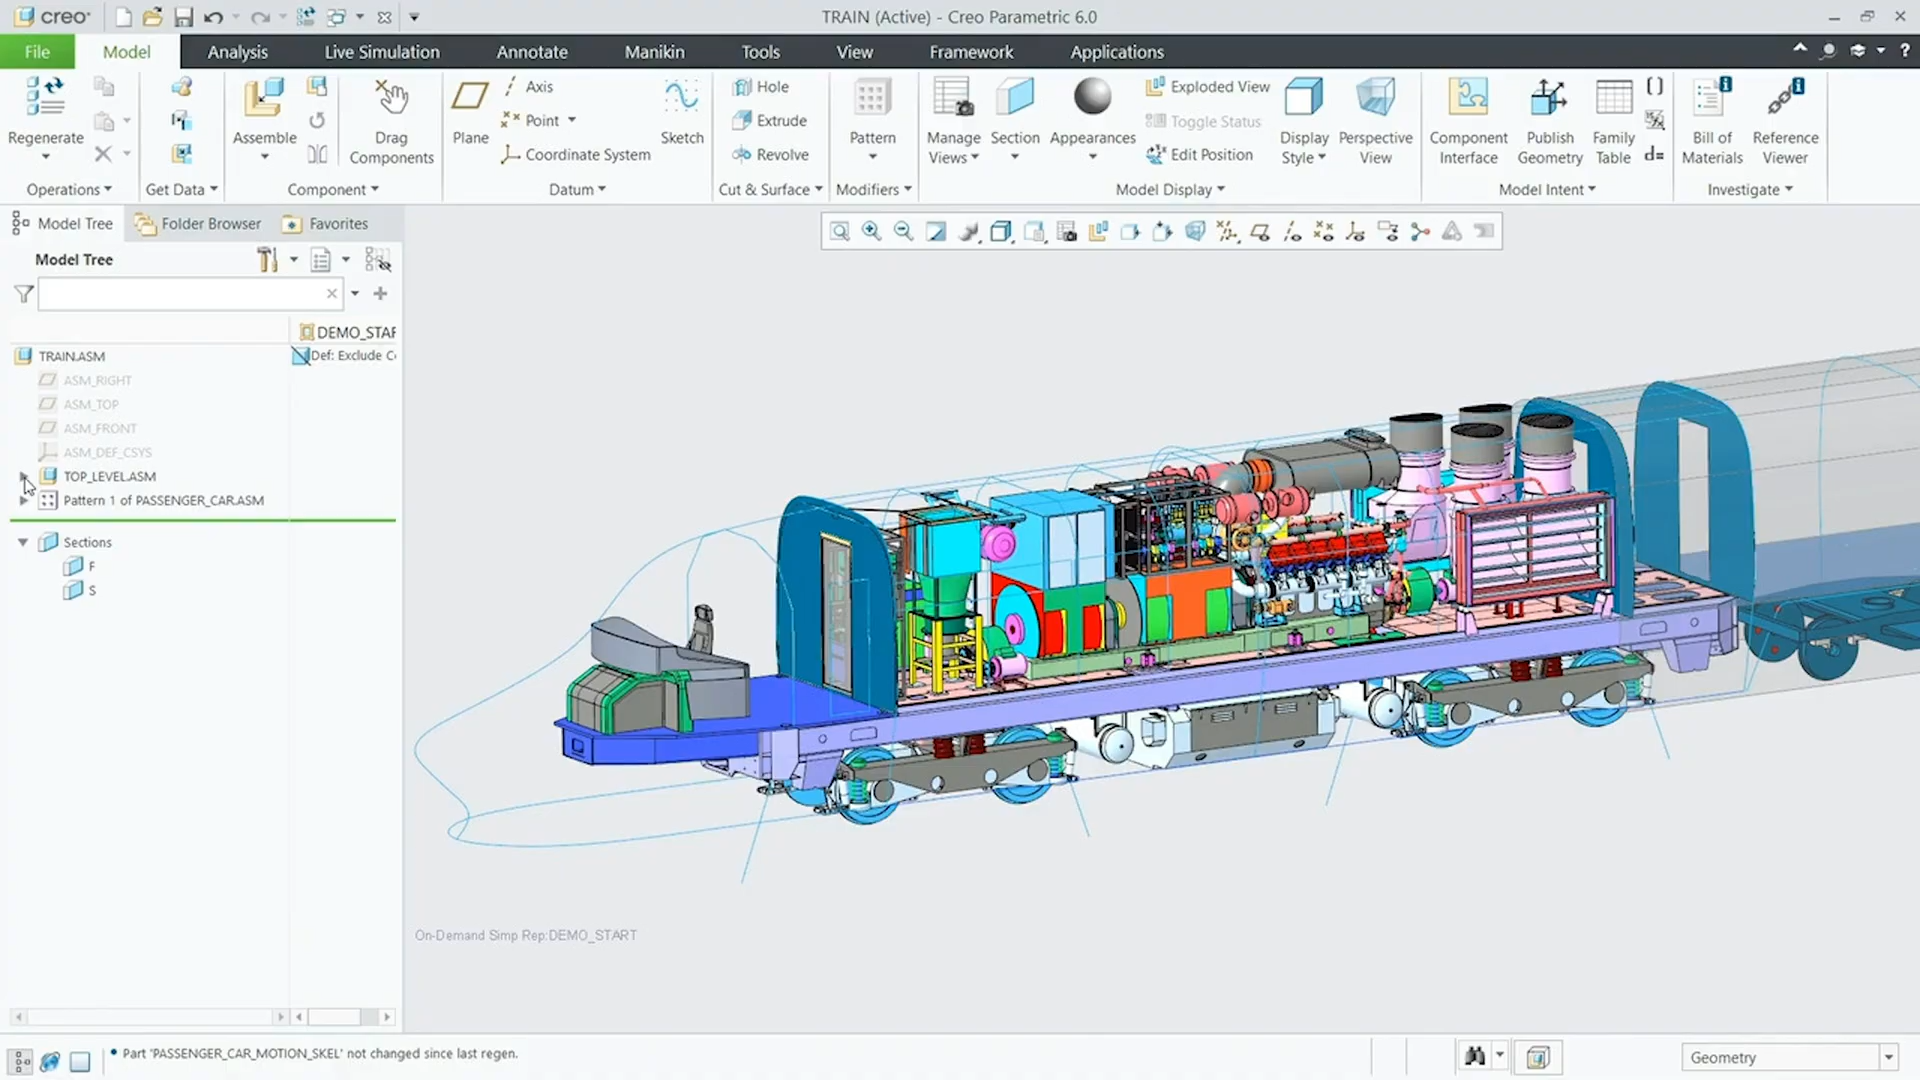 creo
TRAIN (Active) - Creo Parametric 6.0
File
Model
Analysis
Live Simulation
Annotate
Manikin
Tools
View
Framework
Applications
?
Regenerate
Operations
Get Data
Assemble
Drag
Components
Component
Plane
Axis
Point
Coordinate System
Sketch
Datum
Hole
Extrude
Revolve
Cut & Surface
Pattern
Modifiers
Manage
Views
Section
Appearances
Exploded View
Toggle Status
Edit Position
Display
Style
Perspective
View
Model Display
Component
Interface
Publish
Geometry
Family
Table
d=
Model Intent
Bill of
Materials
Reference
Viewer
Investigate
Model Tree
Folder Browser
Favorites
Model Tree
DEMO_STAR
TRAIN.ASM
Def: Exclude C
ASM_RIGHT
ASM_TOP
ASM_FRONT
ASM_DEF_CSYS
TOP_LEVEL.ASM
Pattern 1 of PASSENGER_CAR.ASM
Sections
F
S
On-Demand Simp Rep:DEMO_START
Part 'PASSENGER_CAR_MOTION_SKEL' not changed since last regen.
Geometry